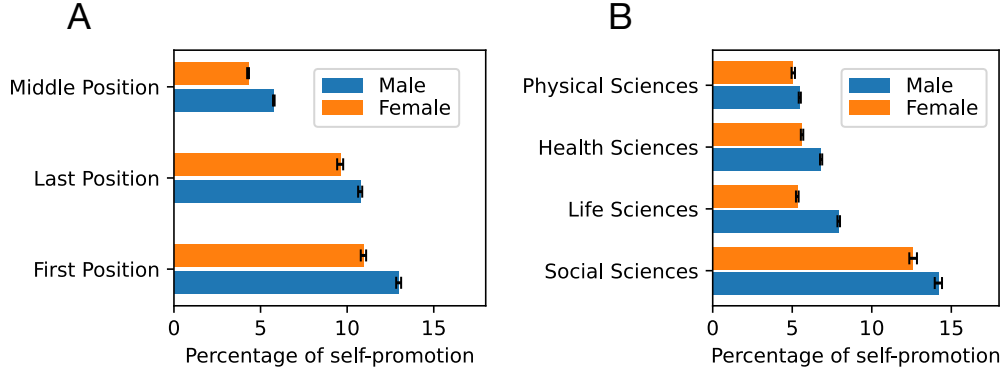 A
Middle Position
Last Position
First Position
Male
Female
0 5 10 15
Percentage of self-promotion
B
Physical Sciences
Health Sciences
Life Sciences
Social Sciences
Male
Female
0 5 10 15
Percentage of self-promotion